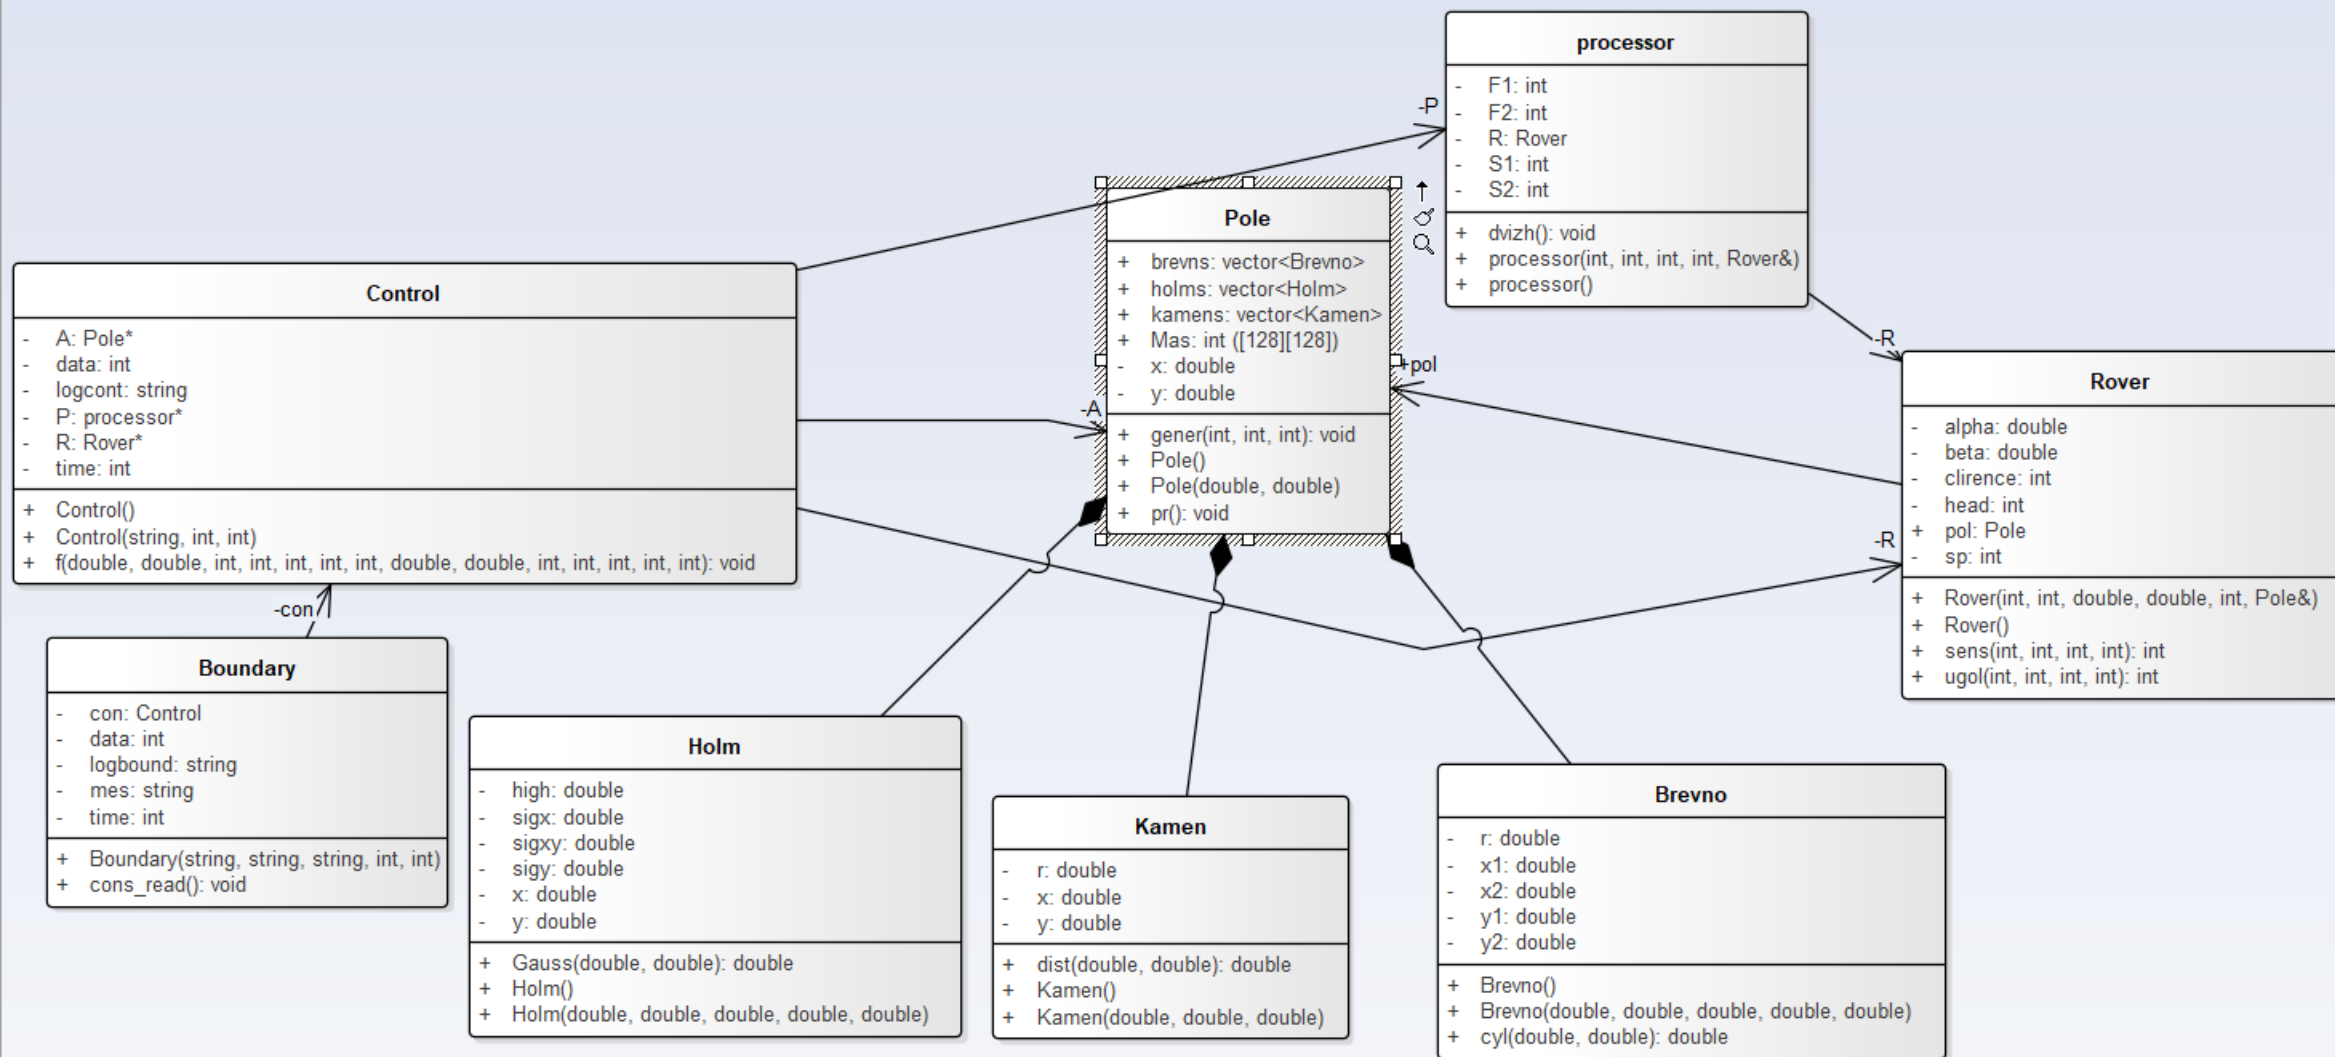 processor
- F1: int
- F2: int
- R: Rover
- S1: int
- S2: int
+ dvizh(): void
+ processor(int, int, int, int, Rover&)
+ processor()
-P
Pole
+ brevns: vector<Brevno>
+ holms: vector<Holm>
+ kamens: vector<Kamen>
+ Mas: int ([128][128])
- x: double
- y: double
+ gener(int, int, int): void
+ Pole()
+ Pole(double, double)
+ pr(): void
-A
+pol
Control
- A: Pole*
- data: int
- logcont: string
- P: processor*
- R: Rover*
- time: int
+ Control()
+ Control(string, int, int)
+ f(double, double, int, int, int, int, int, double, double, int, int, int, int, int): void
-R
Rover
- alpha: double
- beta: double
- clirence: int
- head: int
+ pol: Pole
- sp: int
+ Rover(int, int, double, double, int, Pole&)
+ Rover()
+ sens(int, int, int, int): int
+ ugol(int, int, int, int): int
-R
-con
Boundary
- con: Control
- data: int
- logbound: string
- mes: string
- time: int
+ Boundary(string, string, string, int, int)
+ cons_read(): void
Holm
- high: double
- sigx: double
- sigxy: double
- sigy: double
- x: double
- y: double
+ Gauss(double, double): double
+ Holm()
+ Holm(double, double, double, double, double)
Kamen
- r: double
- x: double
- y: double
+ dist(double, double): double
+ Kamen()
+ Kamen(double, double, double)
Brevno
- r: double
- x1: double
- x2: double
- y1: double
- y2: double
+ Brevno()
+ Brevno(double, double, double, double, double)
+ cyl(double, double): double